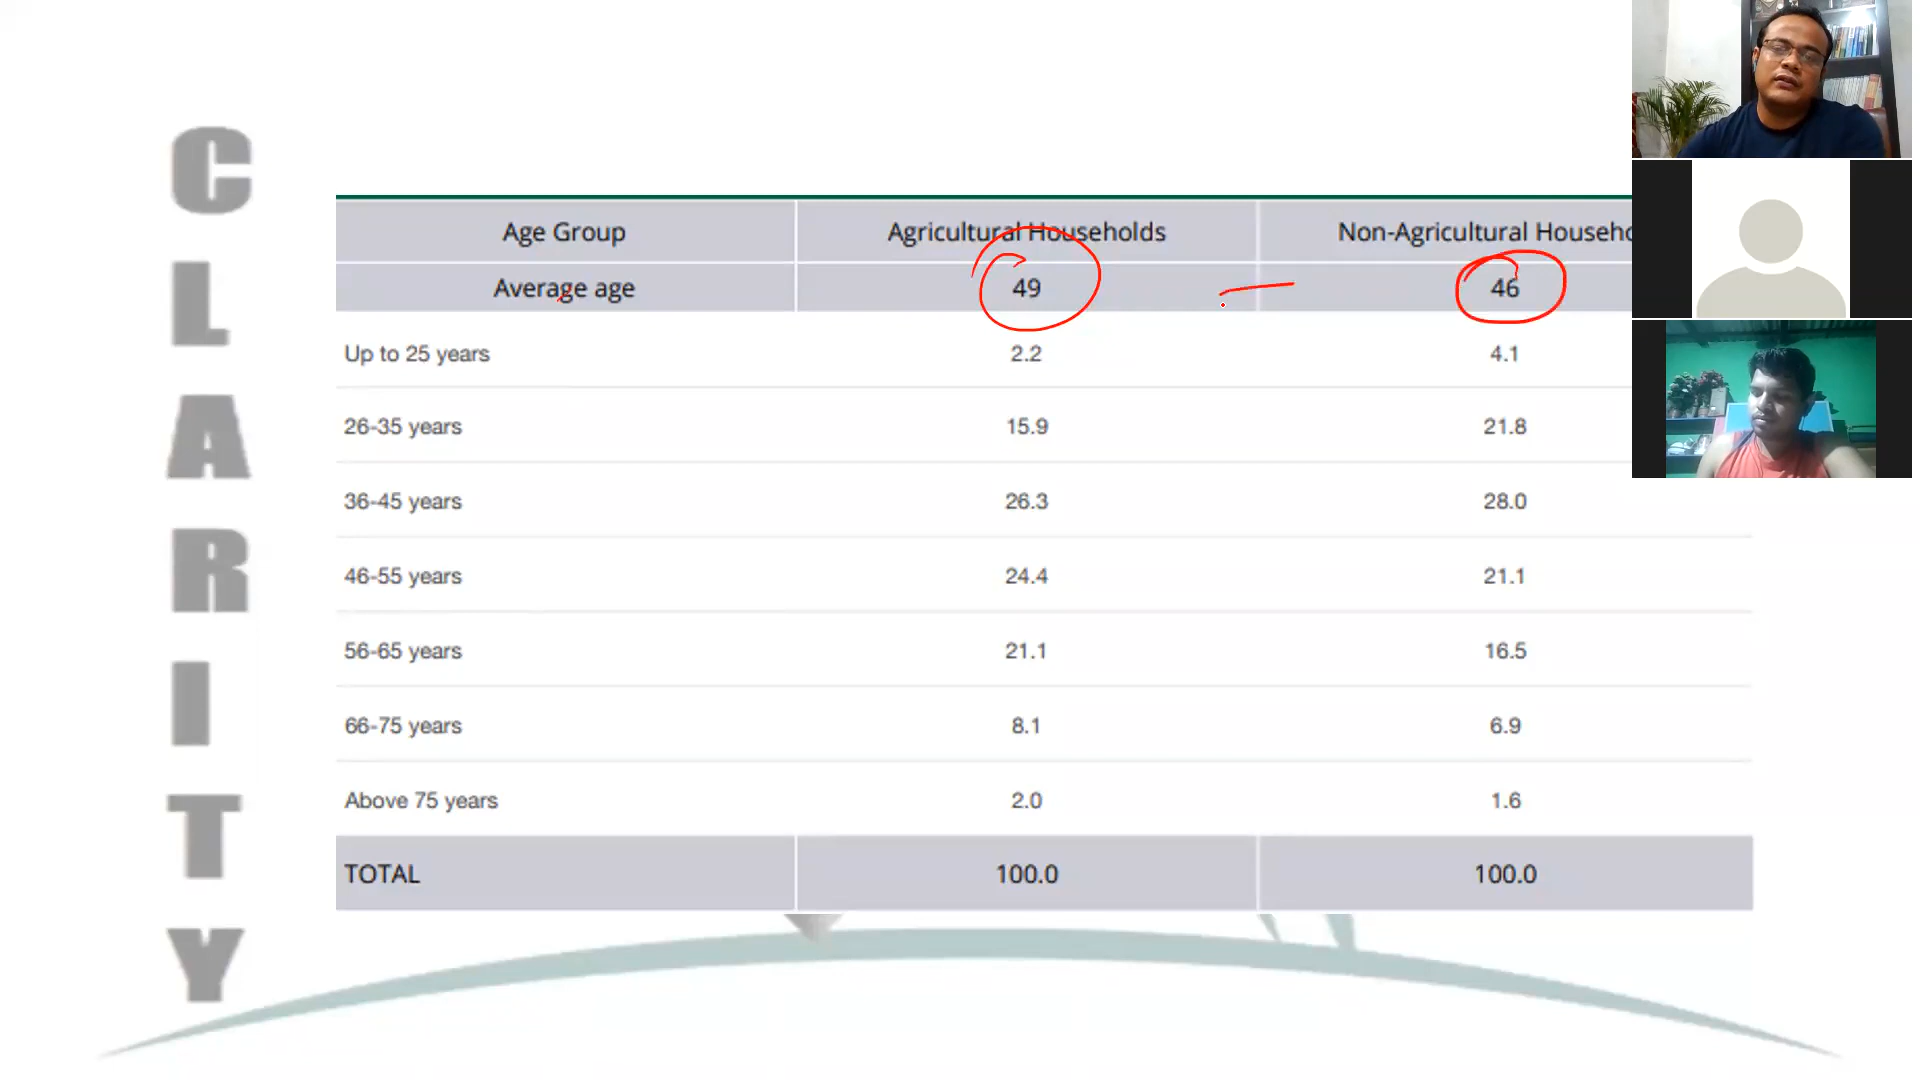 CLARITY
Age Group Agricultural Households Non-Agricultural Househo
Average age 49 46
Up to 25 years 2.2 4.1
26-35 years 15.9 21.8
36-45 years 26.3 28.0
46-55 years 24.4 21.1
56-65 years 21.1 16.5
66-75 years 8.1 6.9
Above 75 years 2.0 1.6
TOTAL 100.0 100.0